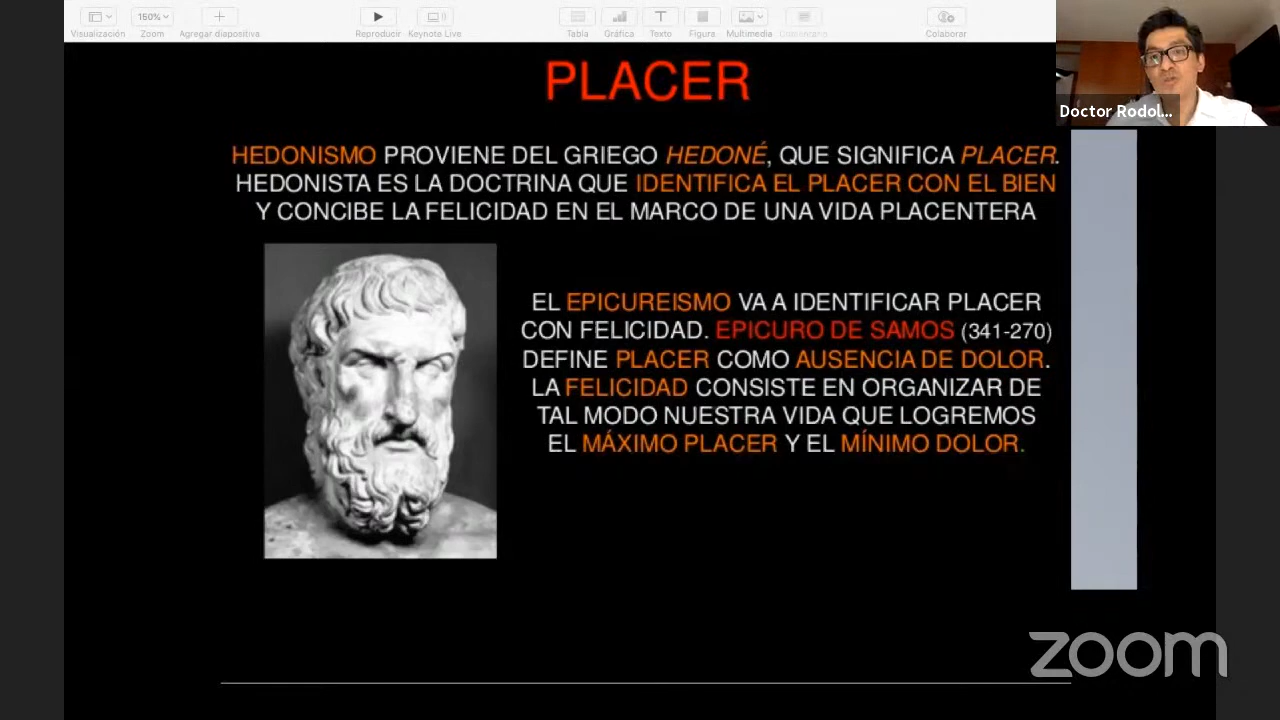 150%
Visualización
Zoom
Agregar diapositiva
Reproducir
Keynote Live
Tabla
Gráfica
Texto
Figura
Multimedia
Comentario
Colaborar
Doctor Rodol...
PLACER
HEDONISMO PROVIENE DEL GRIEGO HEDONÉ, QUE SIGNIFICA PLACER.
HEDONISTA ES LA DOCTRINA QUE IDENTIFICA EL PLACER CON EL BIEN
Y CONCIBE LA FELICIDAD EN EL MARCO DE UNA VIDA PLACENTERA
EL EPICUREISMO VA A IDENTIFICAR PLACER
CON FELICIDAD. EPICURO DE SAMOS (341-270)
DEFINE PLACER COMO AUSENCIA DE DOLOR.
LA FELICIDAD CONSISTE EN ORGANIZAR DE
TAL MODO NUESTRA VIDA QUE LOGREMOS
EL MÁXIMO PLACER Y EL MÍNIMO DOLOR.
zoom